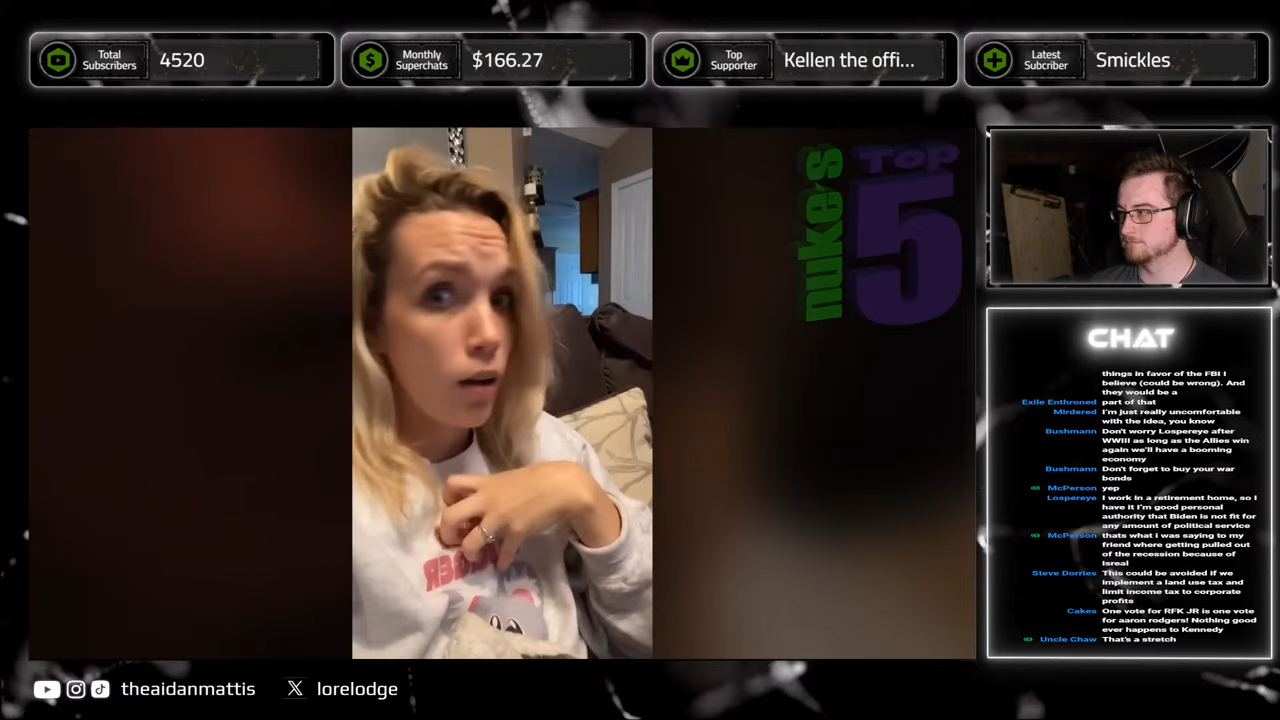 Total
Subscribers
4520
Monthly
Superchats
$166.27
Top
Supporter
Kellen the offi...
Latest
Subcriber
Smickles
nuke's
Top
5
CHAT
things in favor of the FBI I
believe (could be wrong). And
they would be a
Exile Enthroned part of that
Mirdered I'm just really uncomfortable
with the idea, you know
Bushmann Don't worry Lospereye after
WWIII as long as the Allies win
again we'll have a booming
economy
Bushmann Don't forget to buy your war
bonds
McPerson yep
Lospereye I work in a retirement home, so I
have it I'm good personal
authority that Biden is not fit for
any amount of political service
McPerson thats what i was saying to my
friend where getting pulled out
of the recession because of
Isreal
Steve Dorries This could be avoided if we
implement a land use tax and
limit income tax to corporate
profits
Cakes One vote for RFK JR is one vote
for aaron rodgers! Nothing good
ever happens to Kennedy
Uncle Chaw That's a stretch
theaidanmattis
X lorelodge